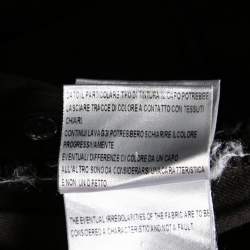 DATO IL PARTICOLARE TIPO DI TINTURA IL CAPO POTREBBE
LASCIARE TRACCE DI COLORE A CONTATTO CON TESSUTI
CHIARI.
CONTINUI LAVAGGI POTREBBERO SCHIARIRE IL COLORE
PROGRESSIVAMENTE.
EVENTUALI DIFFERENZE DI COLORE DA UN CAPO
ALL'ALTRO SONO DA CONSIDERARSI UNA CARATTERISTICA
E NON UN DIFETTO.
THE EVENTUAL IRREGULARITIES OF THE FABRIC ARE TO BE
CONSIDERED A CHARACTERISTIC AND NOT A FAULT.